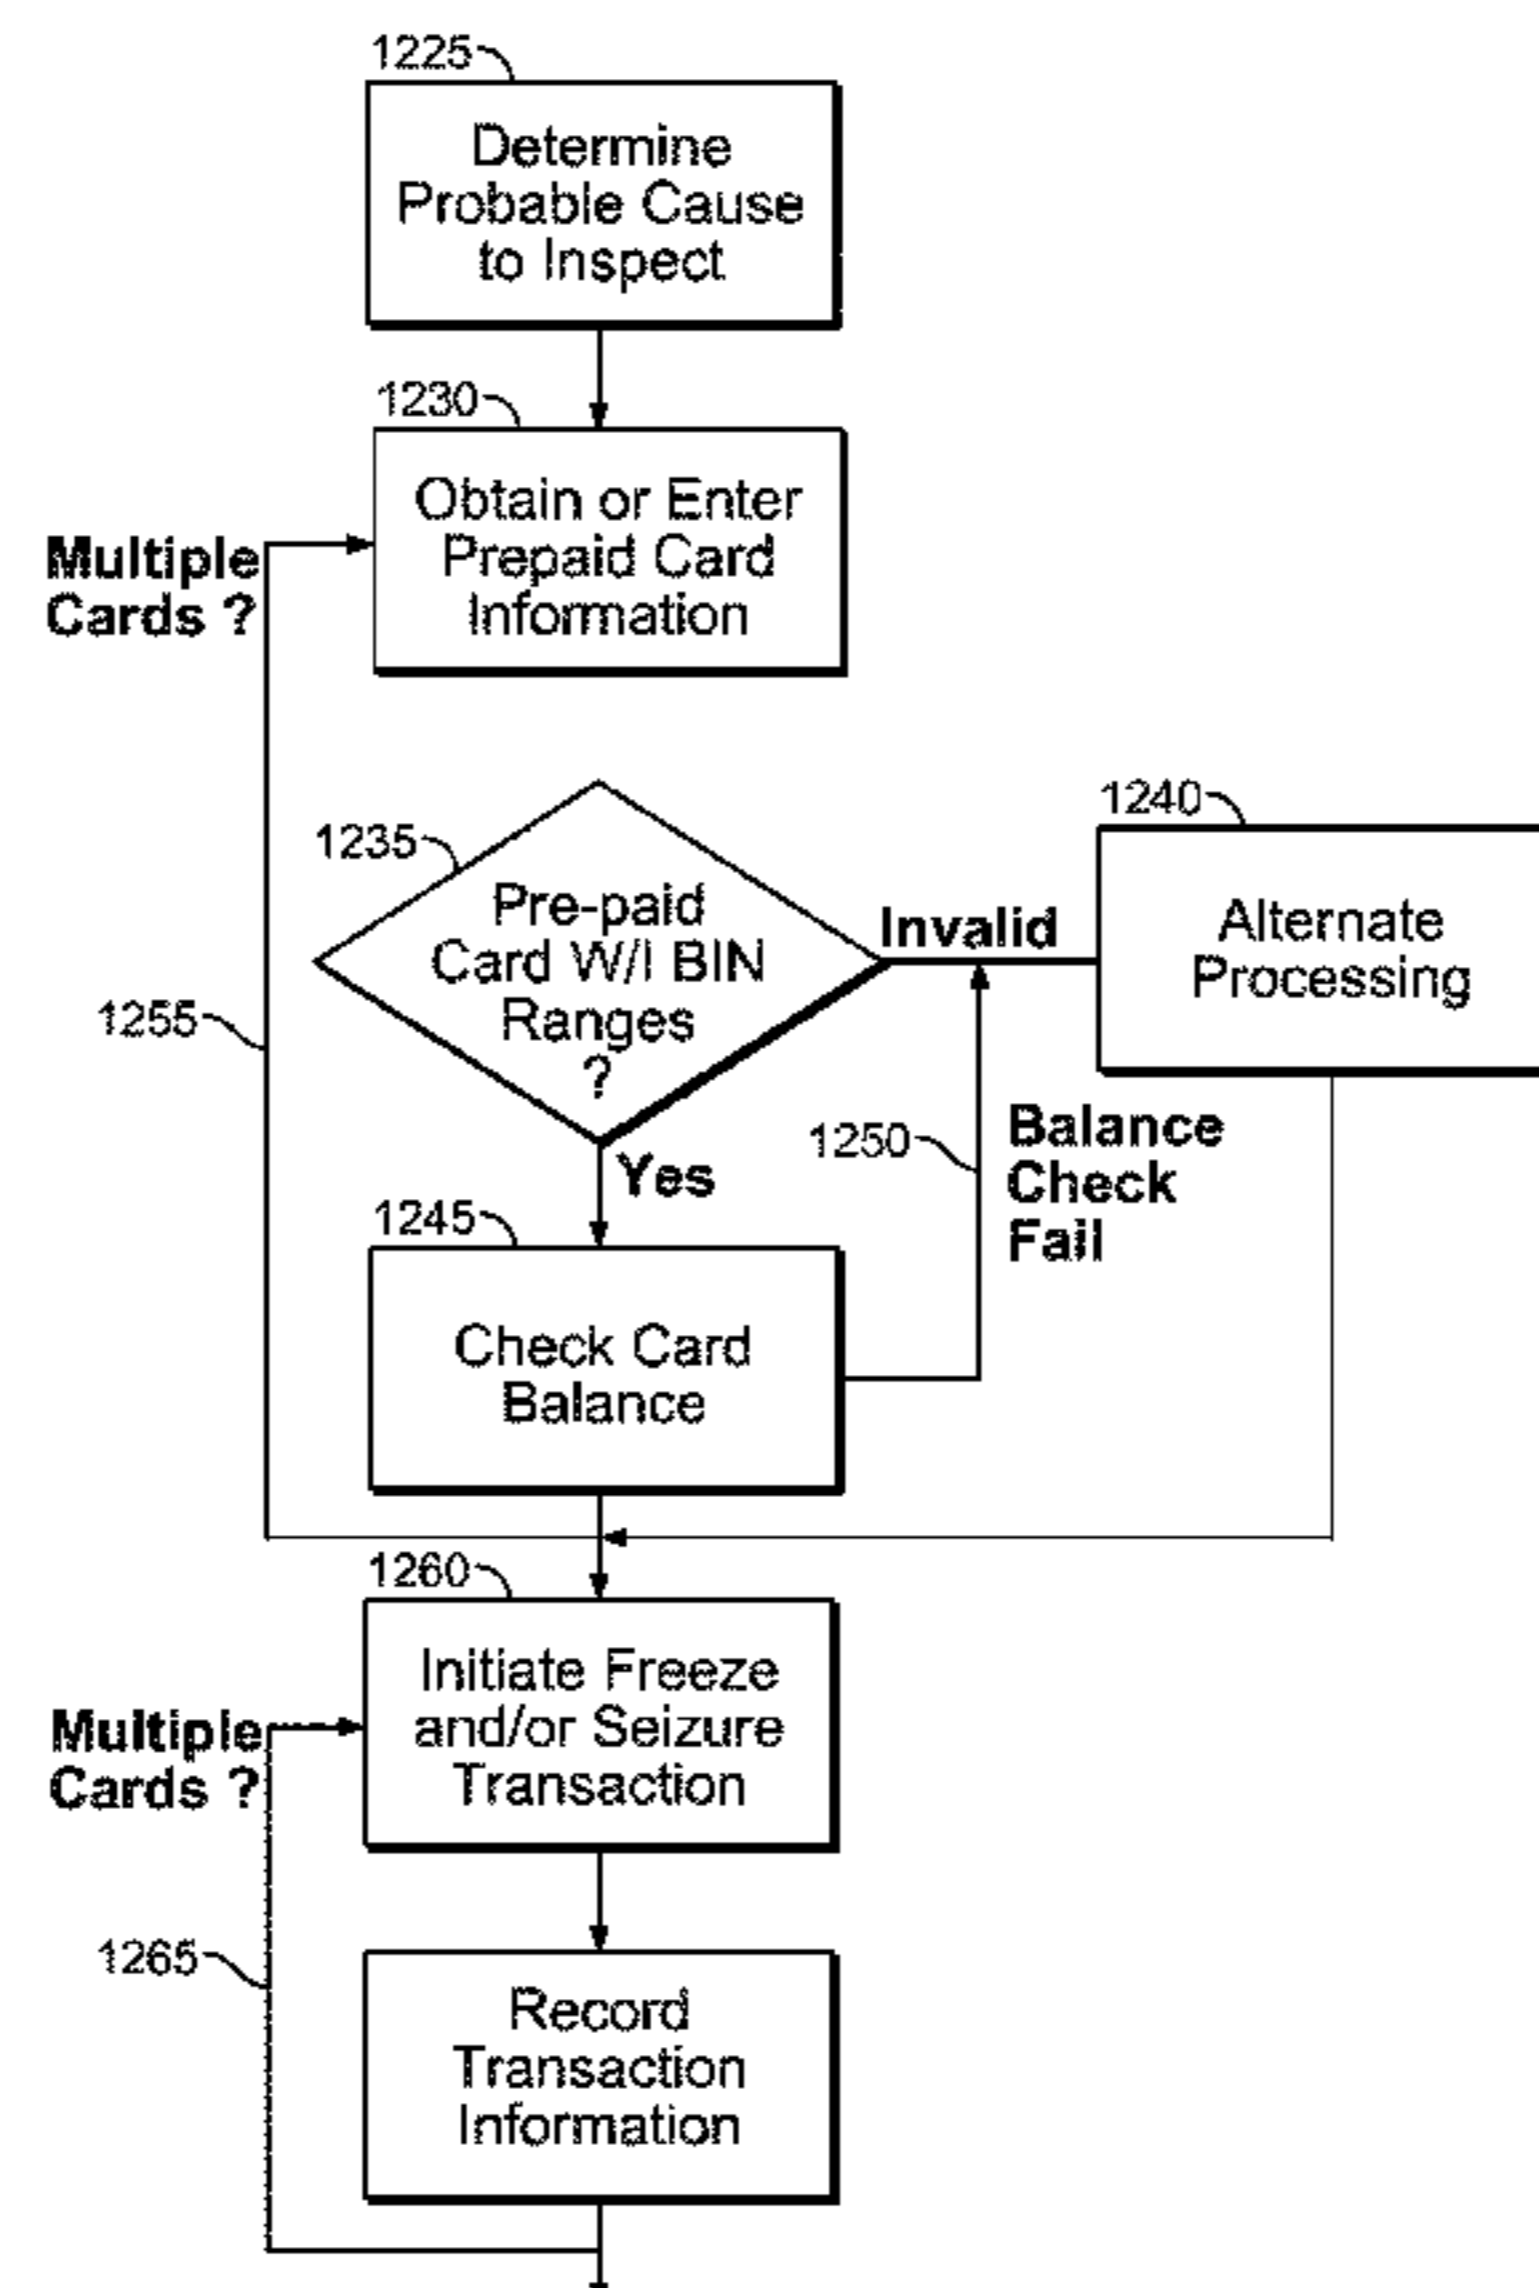 1225
Determine
Probable Cause
to Inspect
1230
Obtain or Enter
Prepaid Card
Information
Multiple
Cards ?
1235
Pre-paid
Card W/I BIN
Ranges
?
Invalid
1240
Alternate
Processing
1255
Yes
1250
Balance
Check
Fail
1245
Check Card
Balance
1260
Initiate Freeze
and/or Seizure
Transaction
Multiple
Cards ?
1265
Record
Transaction
Information